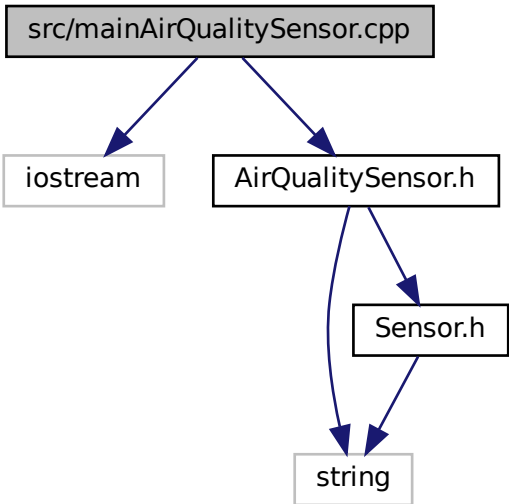 src/mainAirQualitySensor.cpp
iostream
AirQualitySensor.h
Sensor.h
string